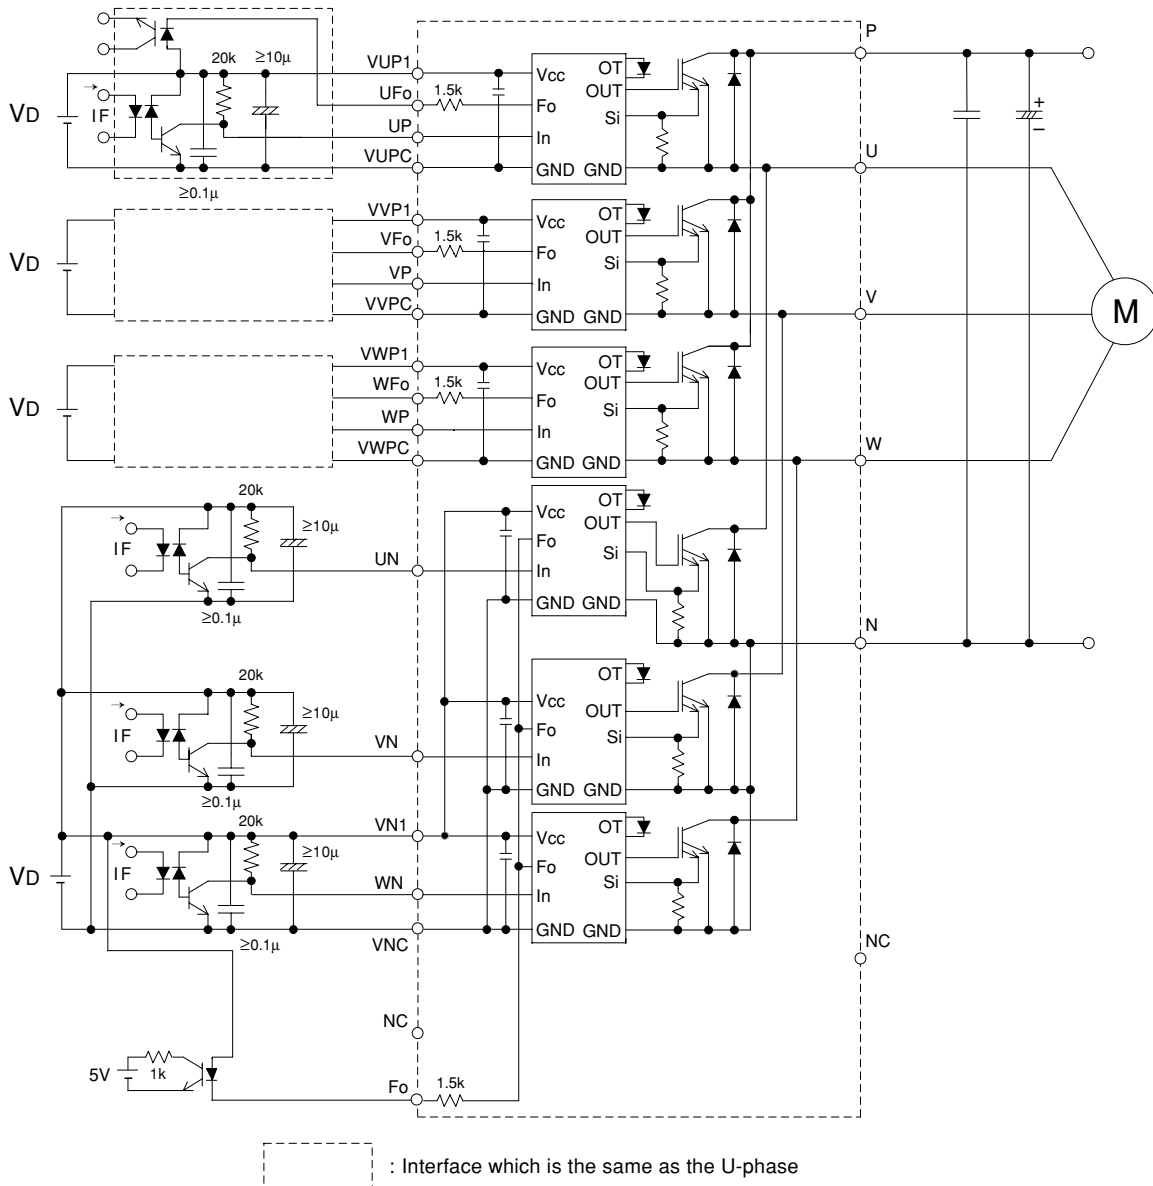 P
20k
≥10µ
VUP1
Vcc
OT
OUT
Si
UFo
1.5k
Fo
+
–
VD
IF
UP
In
VUPC
GND GND
U
≥0.1µ
VVP1
Vcc
OT
OUT
VFo
1.5k
Fo
Si
VD
VP
In
VVPC
GND GND
V
M
VWP1
Vcc
OT
OUT
WFo
1.5k
Fo
Si
VD
WP
In
VWPC
GND GND
W
20k
≥10µ
IF
Vcc
OT
OUT
Fo
Si
UN
In
GND GND
≥0.1µ
N
20k
≥10µ
IF
Vcc
OT
OUT
Fo
Si
VN
In
GND GND
≥0.1µ
20k
VN1
Vcc
OT
≥10µ
IF
OUT
Fo
VD
Si
WN
In
GND GND
≥0.1µ
VNC
NC
NC
5V
1k
Fo
1.5k
: Interface which is the same as the U-phase